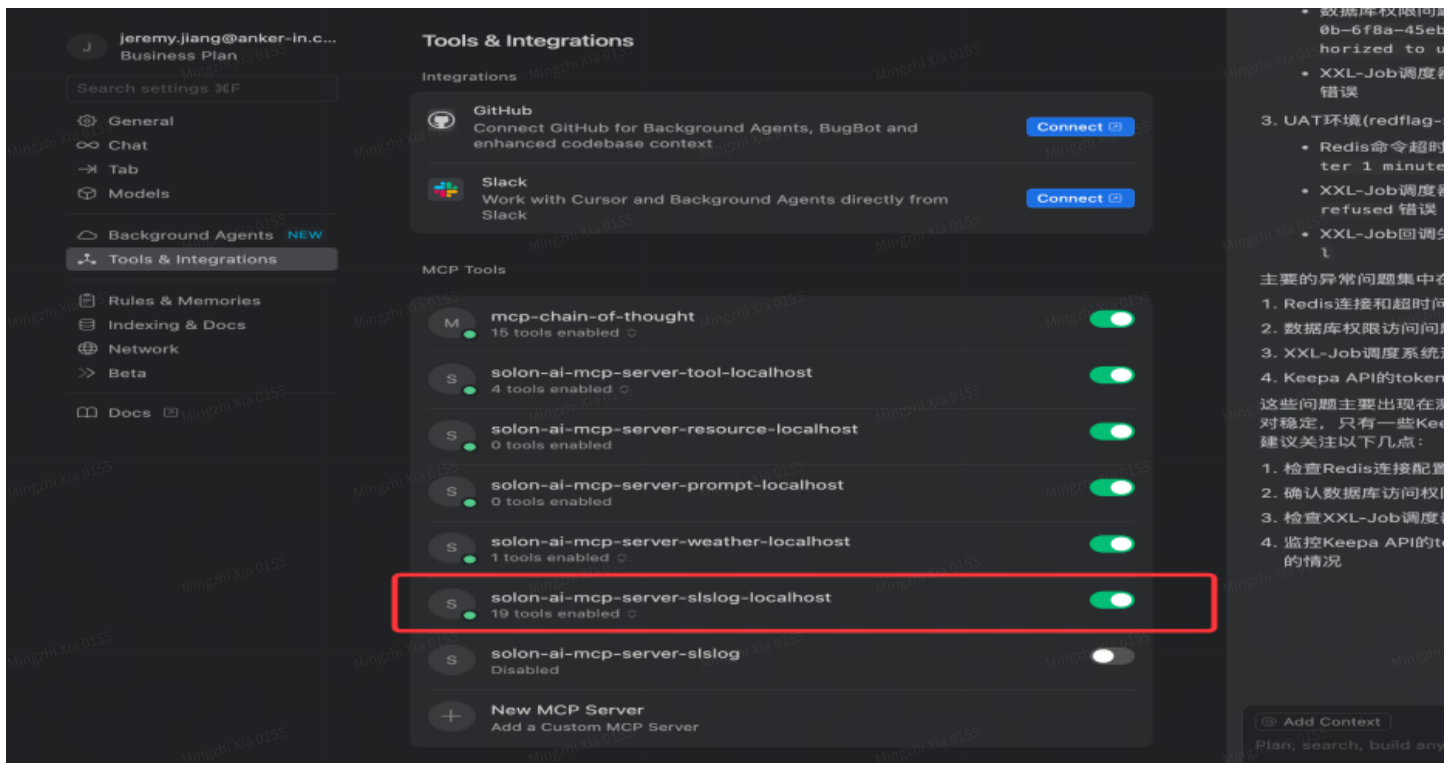 J
jeremy.jiang@anker-in.c...
Business Plan
Search settings ⌘F
General
Chat
Tab
Models
Background Agents NEW
Tools & Integrations
Rules & Memories
Indexing & Docs
Network
Beta
Docs
Tools & Integrations
Integrations
GitHub
Connect GitHub for Background Agents, BugBot and
enhanced codebase context
Connect
Slack
Work with Cursor and Background Agents directly from
Slack
Connect
MCP Tools
M
mcp-chain-of-thought
15 tools enabled
S
solon-ai-mcp-server-tool-localhost
4 tools enabled
S
solon-ai-mcp-server-resource-localhost
0 tools enabled
S
solon-ai-mcp-server-prompt-localhost
0 tools enabled
S
solon-ai-mcp-server-weather-localhost
1 tools enabled
S
solon-ai-mcp-server-slslog-localhost
19 tools enabled
S
solon-ai-mcp-server-slslog
Disabled
New MCP Server
Add a Custom MCP Server
• 数据库权限问
0b-6f8a-45eb
horized to u
• XXL-Job调度
错误
3. UAT环境(redflag-
• Redis命令超时
ter 1 minute
• XXL-Job调度
refused 错误
• XXL-Job回调
l
主要的异常问题集中在
1. Redis连接和超时问
2. 数据库权限访问问
3. XXL-Job调度系统
4. Keepa API的token
这些问题主要出现在
对稳定，只有一些Kee
建议关注以下几点：
1. 检查Redis连接配置
2. 确认数据库访问权
3. 检查XXL-Job调度
4. 监控Keepa API的t
的情况
@ Add Context
Plan, search, build any
Mingzhi Xia 0155